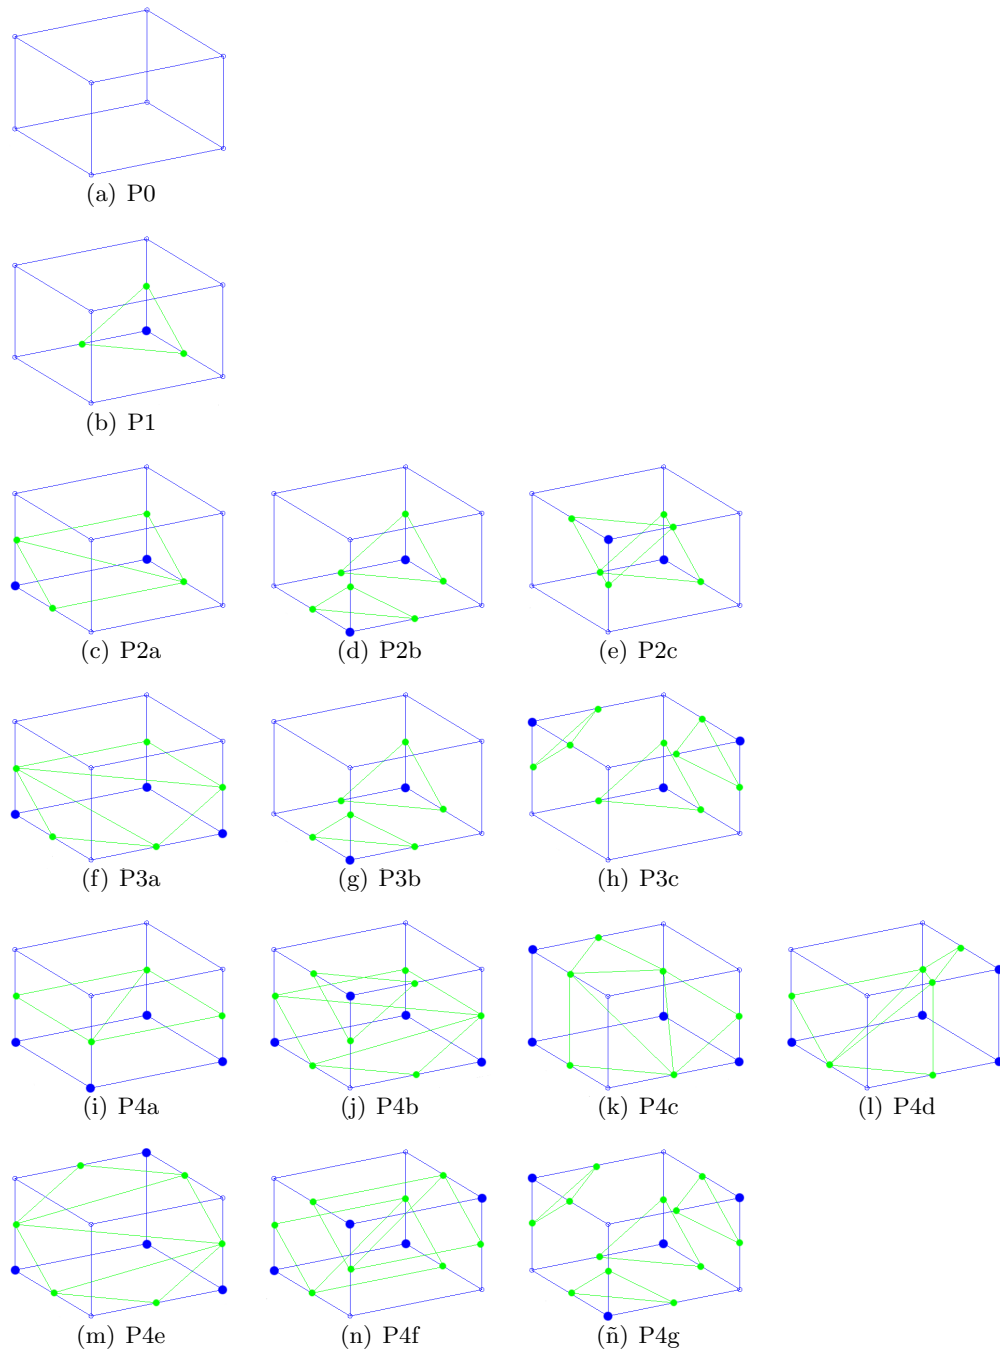 (a) P0
(b) P1
(c) P2a (d) P2b (e) P2c
(f) P3a (g) P3b (h) P3c
(i) P4a (j) P4b (k) P4c (l) P4d
(m) P4e (n) P4f (ñ) P4g